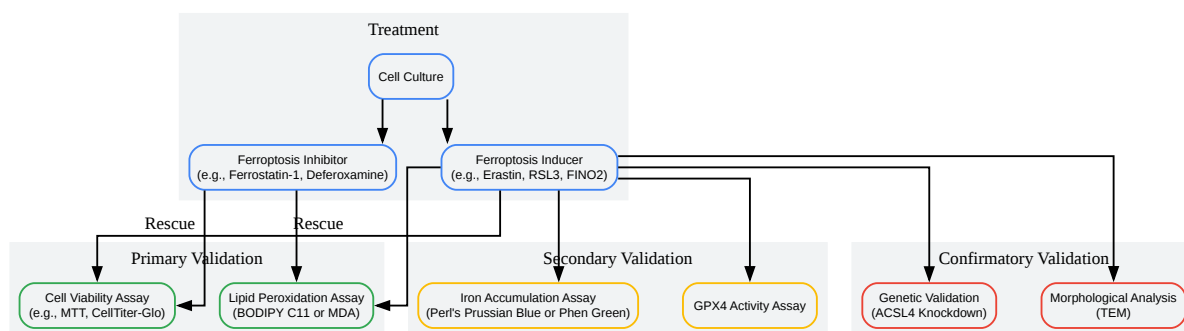 Treatment
Cell Culture
Ferroptosis Inhibitor
(e.g., Ferrostatin-1, Deferoxamine)
Ferroptosis Inducer
(e.g., Erastin, RSL3, FINO2)
Rescue
Rescue
Primary Validation
Secondary Validation
Confirmatory Validation
Cell Viability Assay
(e.g., MTT, CellTiter-Glo)
Lipid Peroxidation Assay
(BODIPY C11 or MDA)
Iron Accumulation Assay
(Perl's Prussian Blue or Phen Green)
GPX4 Activity Assay
Genetic Validation
(ACSL4 Knockdown)
Morphological Analysis
(TEM)